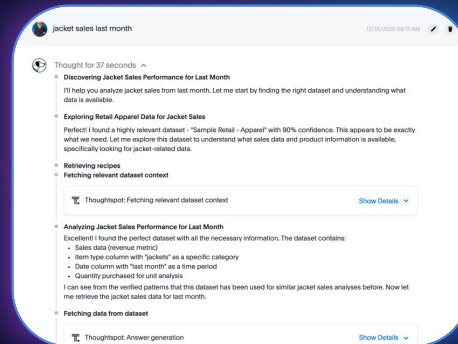 jacket sales last month
12/16/2025 09:12 AM
Thought for 37 seconds
Discovering Jacket Sales Performance for Last Month
I'll help you analyze jacket sales from last month. Let me start by finding the right dataset and understanding what
data is available.
Exploring Retail Apparel Data for Jacket Sales
Perfect! I found a highly relevant dataset - "Sample Retail - Apparel" with 90% confidence. This appears to be exactly
what we need. Let me explore this dataset to understand what sales data and product information is available,
specifically looking for jacket-related data.
Retrieving recipes
Fetching relevant dataset context
Thoughtspot: Fetching relevant dataset context
Show Details
Analyzing Jacket Sales Performance for Last Month
Excellent! I found the perfect dataset with all the necessary information. The dataset contains:
• Sales data (revenue metric)
• Item type column with "jackets" as a specific category
• Date column with "last month" as a time period
• Quantity purchased for unit analysis
I can see from the verified patterns that this dataset has been used for similar jacket sales analyses before. Now let
me retrieve the jacket sales data for last month.
Fetching data from dataset
Thoughtspot: Answer generation
Show Details